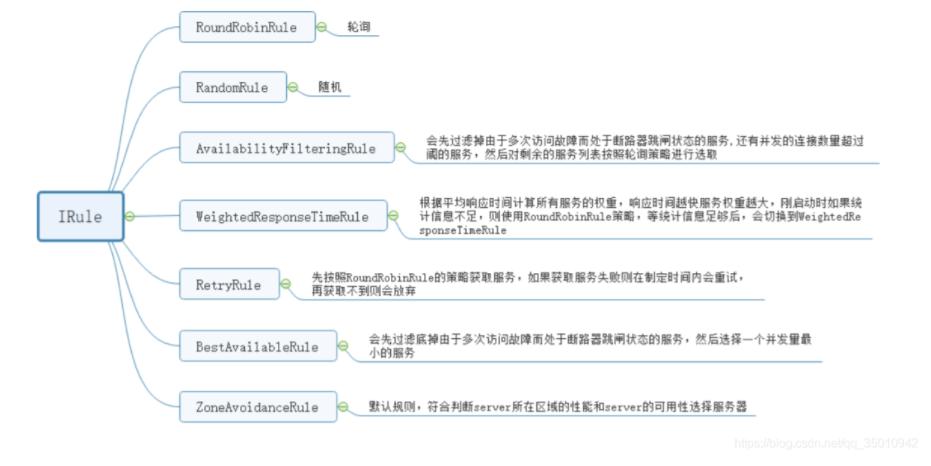 RoundRobinRule
轮询
RandomRule
随机
AvailabilityFilteringRule
会先过滤掉由于多次访问故障而处于断路器跳闸状态的服务,还有并发的连接数量超过
阈的服务，然后对剩余的服务列表按照轮询策略进行选取
IRule
WeightedResponseTimeRule
根据平均响应时间计算所有服务的权重，响应时间越快服务权重越大，刚启动时如果统
计信息不足，则使用RoundRobinRule策略，等统计信息足够后，会切换到WeightedRe
sponseTimeRule
RetryRule
先按照RoundRobinRule的策略获取服务，如果获取服务失败则在制定时间内会重试，
再获取不到则会放弃
BestAvailableRule
会先过滤底掉由于多次访问故障而处于断路器跳闸状态的服务，然后选择一个并发量最
小的服务
ZoneAvoidanceRule
默认规则，符合判断server所在区域的性能和server的可用性选择服务器
https://blog.csdn.net/qq_35010942